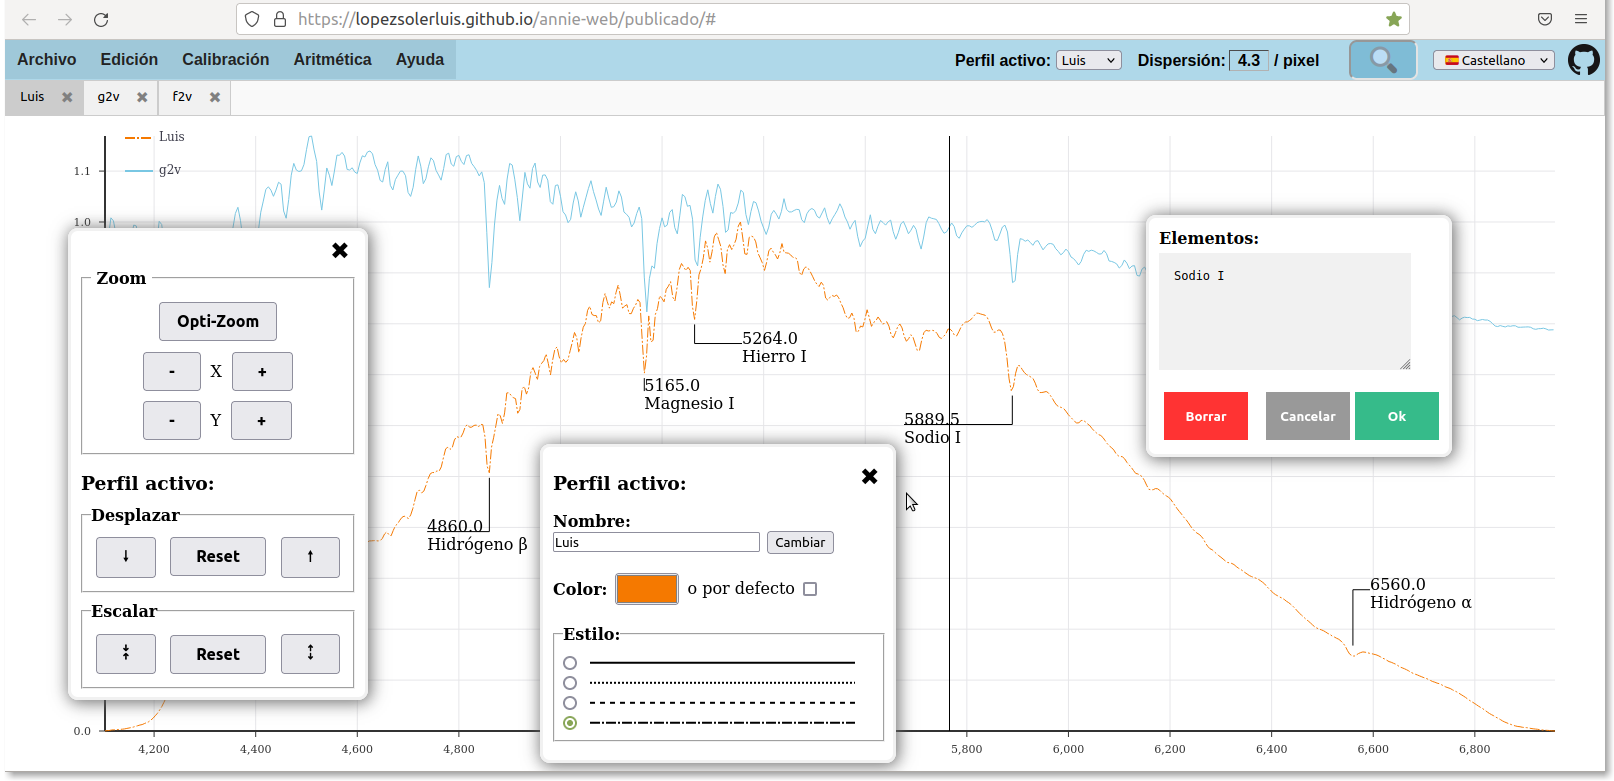 https://lopezsolerluis.github.io/annie-web/publicado/#
Archivo Edición Calibración Aritmética Ayuda Perfil activo: Luis Dispersión: 4.3 / pixel Castellano
Luis g2v f2v
Luis
g2v
1.1
1.0
0.0
4,200 4,400 4,600 4,800 5,800 6,000 6,200 6,400 6,600 6,800
4860.0
Hidrógeno β
5165.0
Magnesio I
5264.0
Hierro I
5889.5
Sodio I
6560.0
Hidrógeno α
Zoom
Opti-Zoom
- X +
- Y +
Perfil activo:
Desplazar
↓ Reset ↑
Escalar
Reset
Perfil activo:
Nombre:
Luis Cambiar
Color: o por defecto
Estilo:
Elementos:
Sodio I
Borrar Cancelar Ok